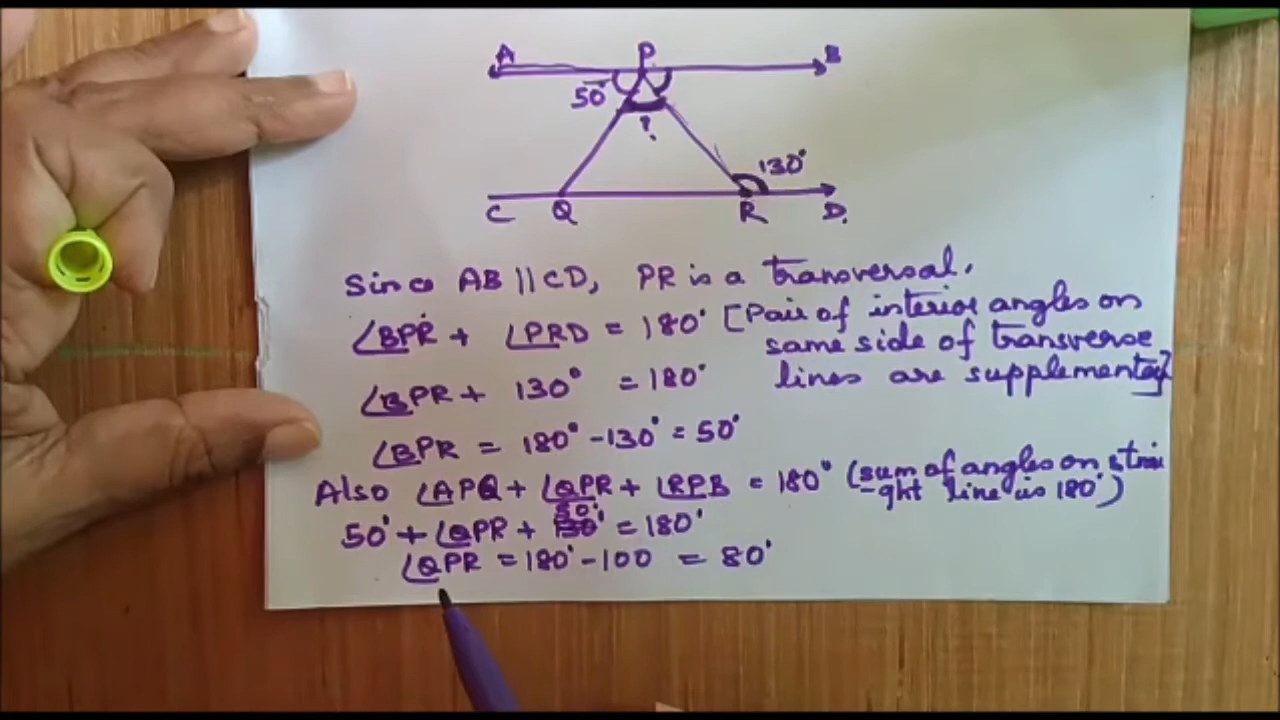 A P B
50°
?
130°
C Q R D.
Since AB || CD, PR is a transversal.
∠BPR + ∠PRD = 180° [Pair of interior angles on
same side of transverse
lines are supplementary]
∠BPR + 130° = 180°
∠BPR = 180° - 130° = 50°
Also ∠APQ + ∠QPR + ∠RPB = 180° (sum of angles on strai
-ght line is 180°)
50° + ∠QPR + 50° = 180°
∠QPR = 180° - 100 = 80°